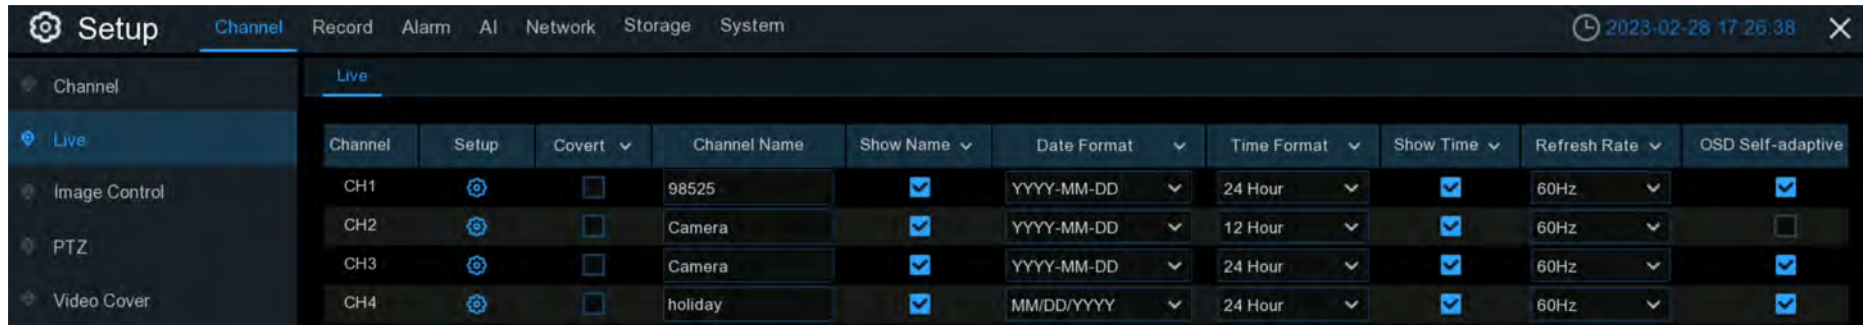 Setup Channel Record Alarm AI Network Storage System 2023-02-28 17:26:38
Channel
Live
Image Control
PTZ
Video Cover
Live
Channel Setup Covert Channel Name Show Name Date Format Time Format Show Time Refresh Rate OSD Self-adaptive
CH1 98525 YYYY-MM-DD 24 Hour 60Hz
CH2 Camera YYYY-MM-DD 12 Hour 60Hz
CH3 Camera YYYY-MM-DD 24 Hour 60Hz
CH4 holiday MM/DD/YYYY 24 Hour 60Hz